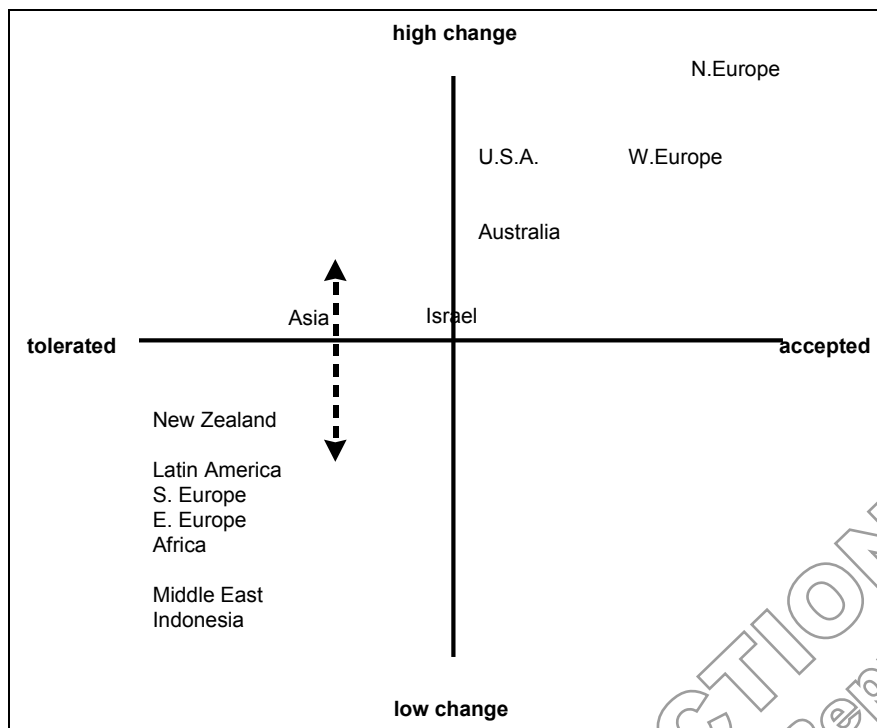 high change
N.Europe
U.S.A. W.Europe
Australia
Asia Israel
tolerated accepted
New Zealand
Latin America
S. Europe
E. Europe
Africa
Middle East
Indonesia
low change